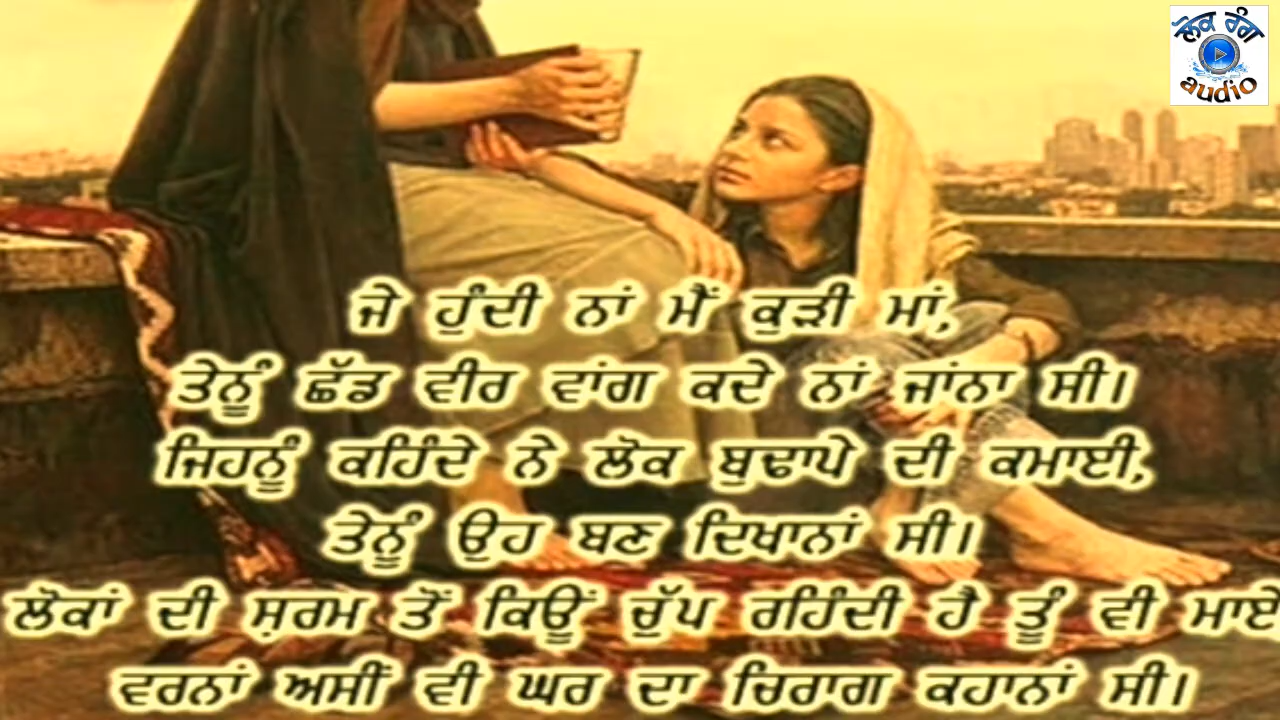 ਲੋਕ ਰੰਗ
audio
ਜੇ ਹੁੰਦੀ ਨਾਂ ਮੈਂ ਕੁੜੀ ਮਾਂ,
ਤੇਨੂੰ ਛੱਡ ਵੀਰ ਵਾਂਗ ਕਦੇ ਨਾਂ ਜਾਂਨਾ ਸੀ।
ਜਿਹਨੂੰ ਕਹਿੰਦੇ ਨੇ ਲੋਕ ਬੁਢਾਪੇ ਦੀ ਕਮਾਈ,
ਤੇਨੂੰ ਉਹ ਬਣ ਦਿਖਾਨਾਂ ਸੀ।
ਲੋਕਾਂ ਦੀ ਸ਼ਰਮ ਤੋਂ ਕਿਊਂ ਚੁੱਪ ਰਹਿੰਦੀ ਹੈ ਤੂੰ ਵੀ ਮਾਏ
ਵਰਨਾਂ ਅਸੀਂ ਵੀ ਘਰ ਦਾ ਚਿਰਾਗ ਕਹਾਨਾਂ ਸੀ।